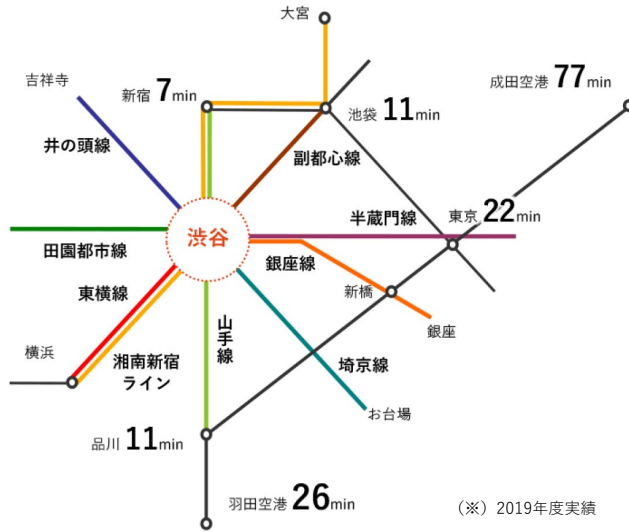 大宮
成田空港 77min
吉祥寺
新宿 7min
池袋 11min
井の頭線
副都心線
半蔵門線
東京 22min
渋谷
田園都市線
銀座線
東横線
新橋
銀座
山手線
横浜
湘南新宿
ライン
埼京線
お台場
品川 11min
羽田空港 26min
(※) 2019年度実績